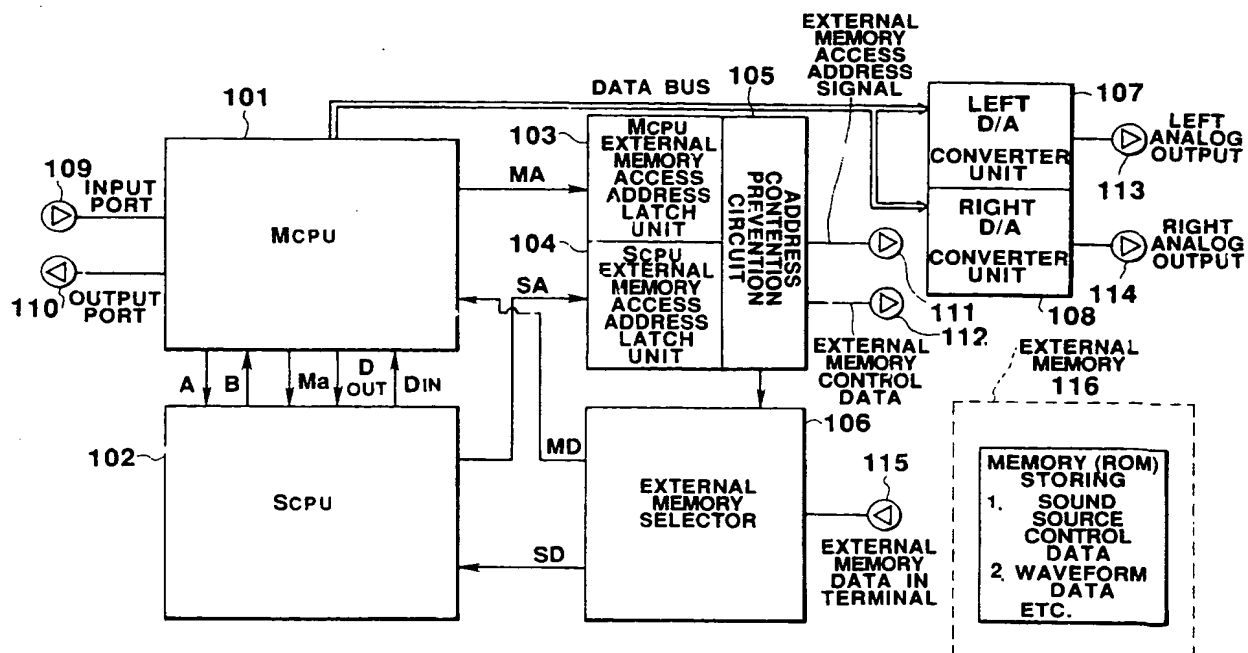 EXTERNAL
MEMORY
ACCESS
ADDRESS
SIGNAL
105
107
101
DATA BUS
LEFT
D/A
CONVERTER
UNIT
LEFT
ANALOG
OUTPUT
113
103
MCPU
EXTERNAL
MEMORY
ACCESS
ADDRESS
LATCH
UNIT
ADDRESS
CONTENTION
PREVENTION
CIRCUIT
109
INPUT
PORT
MA
MCPU
RIGHT
D/A
CONVERTER
UNIT
RIGHT
ANALOG
OUTPUT
114
104
SCPU
EXTERNAL
MEMORY
ACCESS
ADDRESS
LATCH
UNIT
SA
110
OUTPUT
PORT
111
112
108
EXTERNAL
MEMORY
CONTROL
DATA
EXTERNAL
MEMORY
116
A
B
Ma
D
OUT
DIN
102
SCPU
MD
SD
106
EXTERNAL
MEMORY
SELECTOR
115
EXTERNAL
MEMORY
DATA IN
TERMINAL
MEMORY (ROM)
STORING
1. SOUND
SOURCE
CONTROL
DATA
2. WAVEFORM
DATA
ETC.